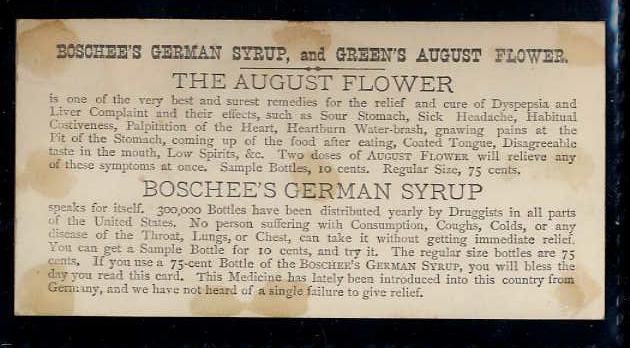 BOSCHEE'S GERMAN SYRUP, and GREEN'S AUGUST FLOWER.
THE AUGUST FLOWER
is one of the very best and surest remedies for the relief and cure of Dyspepsia and
Liver Complaint and their effects, such as Sour Stomach, Sick Headache, Habitual
Costiveness, Palpitation of the Heart, Heartburn Water-brash, gnawing pains at the
Pit of the Stomach, coming up of the food after eating, Coated Tongue, Disagreeable
taste in the mouth, Low Spirits, &c. Two doses of AUGUST FLOWER will relieve any
of these symptoms at once. Sample Bottles, 10 cents. Regular Size, 75 cents.
BOSCHEE'S GERMAN SYRUP
speaks for itself. 300,000 Bottles have been distributed yearly by Druggists in all parts
of the United States. No person suffering with Consumption, Coughs, Colds, or any
disease of the Throat, Lungs, or Chest, can take it without getting immediate relief.
You can get a Sample Bottle for 10 cents, and try it. The regular size bottles are 75
cents. If you use a 75-cent Bottle of the BOSCHEE'S GERMAN SYRUP, you will bless the
day you read this card. This Medicine has lately been introduced into this country from
Germany, and we have not heard of a single failure to give relief.